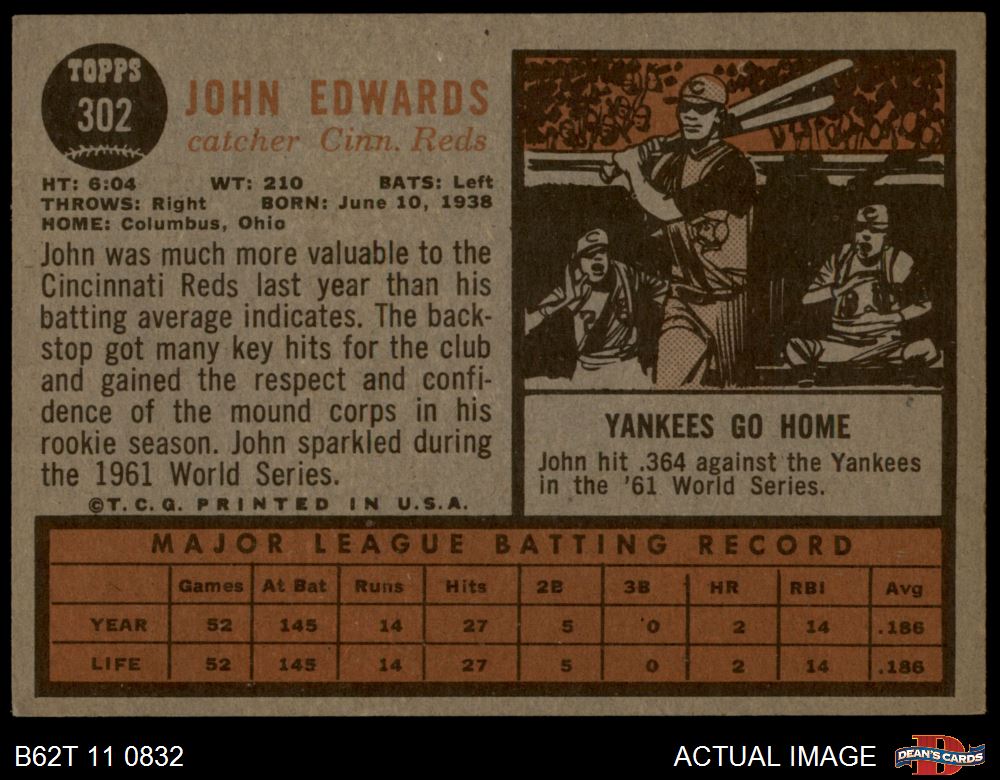 TOPPS
302
JOHN EDWARDS
catcher Cinn. Reds
HT: 6:04 WT: 210 BATS: Left
THROWS: Right BORN: June 10, 1938
HOME: Columbus, Ohio
John was much more valuable to the
Cincinnati Reds last year than his
batting average indicates. The back-
stop got many key hits for the club
and gained the respect and confi-
dence of the mound corps in his
rookie season. John sparkled during
the 1961 World Series.
©T.C.G. PRINTED IN U.S.A.
C
C
C
YANKEES GO HOME
John hit .364 against the Yankees
in the '61 World Series.
MAJOR LEAGUE BATTING RECORD
Games At Bat Runs Hits 2B 3B HR RBI Avg
YEAR 52 145 14 27 5 0 2 14 .186
LIFE 52 145 14 27 5 0 2 14 .186
B62T 11 0832 ACTUAL IMAGE
D
DEAN'S CARDS